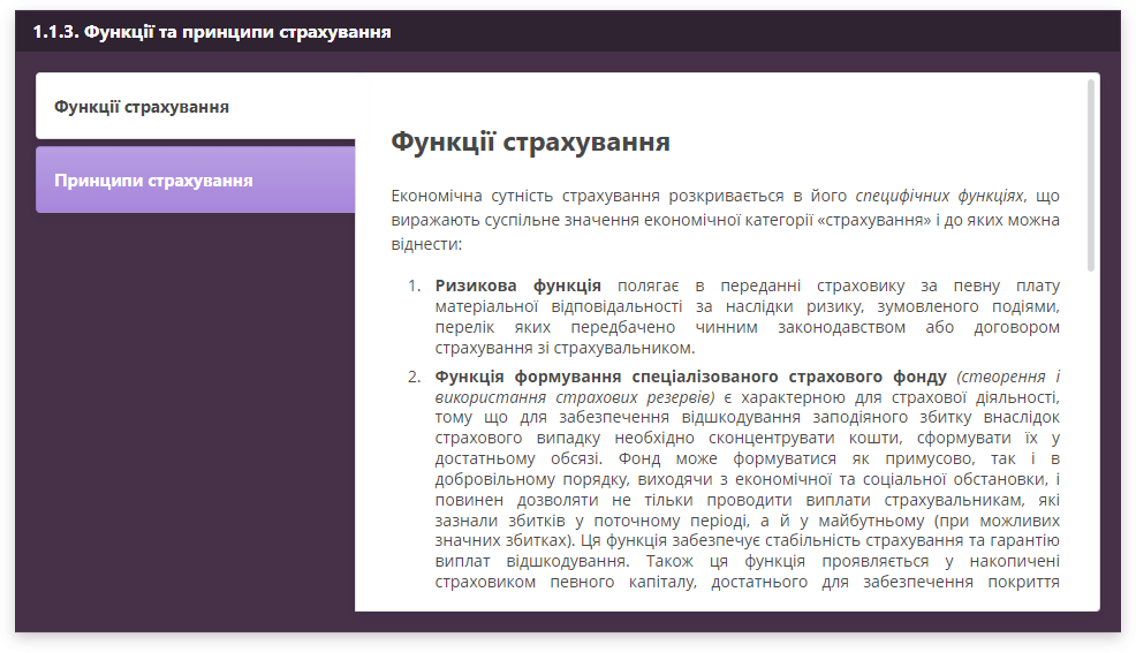 1.1.3. Функції та принципи страхування
Функції страхування
Принципи страхування
Функції страхування
Економічна сутність страхування розкривається в його специфічних функціях, що
виражають суспільне значення економічної категорії «страхування» і до яких можна
віднести:
1. Ризикова функція полягає в переданні страховику за певну плату
матеріальної відповідальності за наслідки ризику, зумовленого подіями,
перелік яких передбачено чинним законодавством або договором
страхування зі страхувальником.
2. Функція формування спеціалізованого страхового фонду (створення і
використання страхових резервів) є характерною для страхової діяльності,
тому що для забезпечення відшкодування заподіяного збитку внаслідок
страхового випадку необхідно сконцентрувати кошти, сформувати їх у
достатньому обсязі. Фонд може формуватися як примусово, так і в
добровільному порядку, виходячи з економічної та соціальної обстановки, і
повинен дозволяти не тільки проводити виплати страхувальникам, які
зазнали збитків у поточному періоді, а й у майбутньому (при можливих
значних збитках). Ця функція забезпечує стабільність страхування та гарантію
виплат відшкодування. Також ця функція проявляється у накопичені
страховиком певного капіталу, достатнього для забезпечення покриття